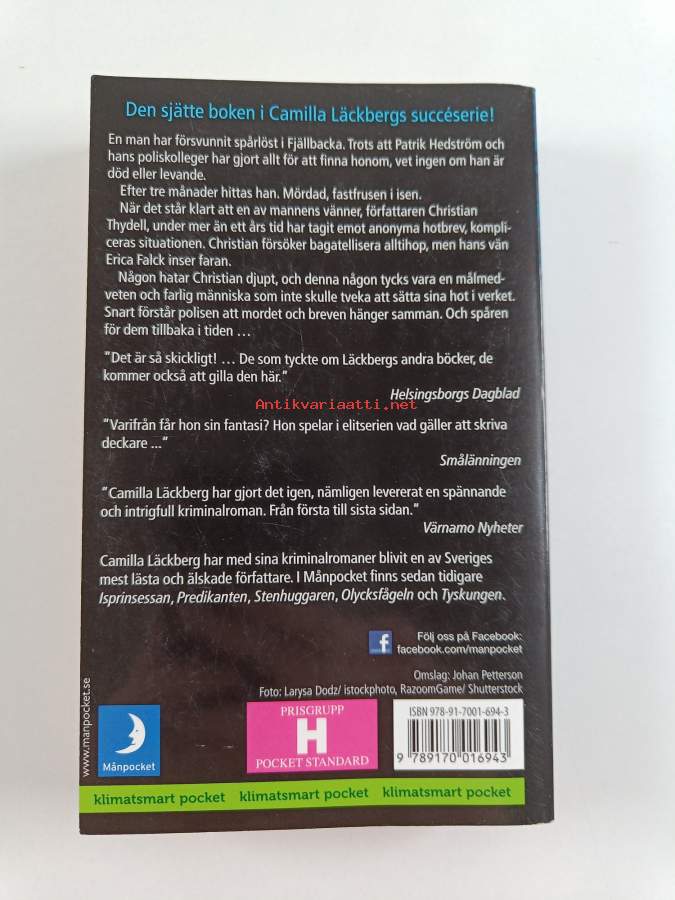 Den sjätte boken i Camilla Läckbergs succéserie!
En man har försvunnit spårlöst i Fjällbacka. Trots att Patrik Hedström och
hans poliskolleger har gjort allt för att finna honom, vet ingen om han är
död eller levande.
Efter tre månader hittas han. Mördad, fastfrusen i isen.
När det står klart att en av mannens vänner, författaren Christian
Thydell, under mer än ett års tid har tagit emot anonyma hotbrev, kompli-
ceras situationen. Christian försöker bagatellisera alltihop, men hans vän
Erica Falck inser faran.
Någon hatar Christian djupt, och denna någon tycks vara en målmed-
veten och farlig människa som inte skulle tveka att sätta sina hot i verket.
Snart förstår polisen att mordet och breven hänger samman. Och spåren
för dem tillbaka i tiden …
"Det är så skickligt! … De som tyckte om Läckbergs andra böcker, de
kommer också att gilla den här."
Helsingsborgs Dagblad
Antikvariaatti.net
"Varifrån får hon sin fantasi? Hon spelar i elitserien vad gäller att skriva
deckare ..."
Smålänningen
"Camilla Läckberg har gjort det igen, nämligen levererat en spännande
och intrigfull kriminalroman. Från första till sista sidan."
Värnamo Nyheter
Camilla Läckberg har med sina kriminalromaner blivit en av Sveriges
mest lästa och älskade författare. I Månpocket finns sedan tidigare
Isprinsessan, Predikanten, Stenhuggaren, Olycksfågeln och Tyskungen.
f
Följ oss på Facebook:
facebook.com/manpocket
Omslag: Johan Petterson
Foto: Larysa Dodz/ istockphoto, RazoomGame/ Shutterstock
www.manpocket.se
Månpocket
PRISGRUPP
H
POCKET STANDARD
ISBN 978-91-7001-694-3
9 789170 016943
klimatsmart pocket klimatsmart pocket klimatsmart pocket